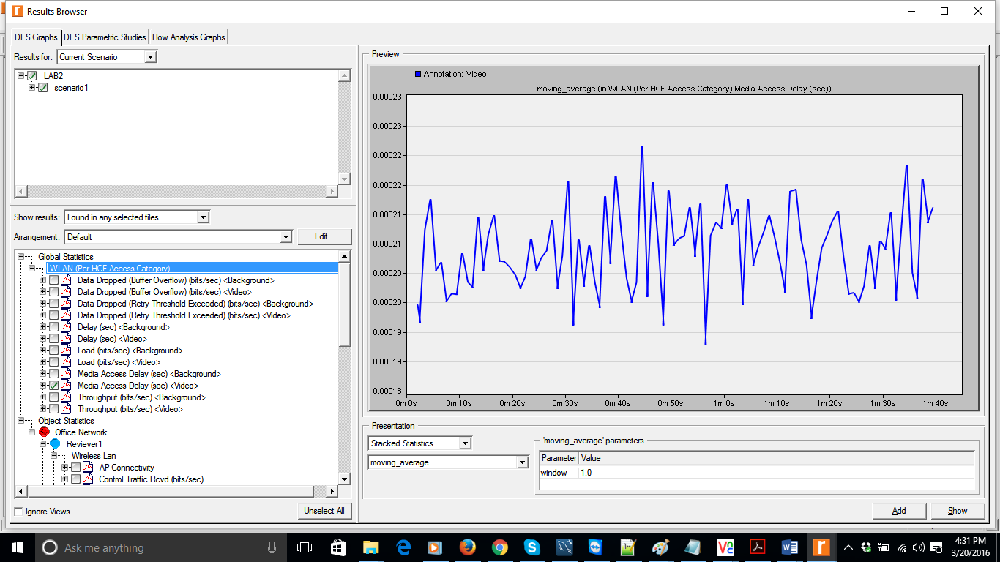 Results Browser
DES Graphs DES Parametric Studies Flow Analysis Graphs
Results for: Current Scenario
LAB2
scenario1
Show results: Found in any selected files
Arrangement: Default Edit...
Global Statistics
WLAN (Per HCF Access Category)
Data Dropped (Buffer Overflow) (bits/sec) <Background>
Data Dropped (Buffer Overflow) (bits/sec) <Video>
Data Dropped (Retry Threshold Exceeded) (bits/sec) <Background>
Data Dropped (Retry Threshold Exceeded) (bits/sec) <Video>
Delay (sec) <Background>
Delay (sec) <Video>
Load (bits/sec) <Background>
Load (bits/sec) <Video>
Media Access Delay (sec) <Background>
Media Access Delay (sec) <Video>
Throughput (bits/sec) <Background>
Throughput (bits/sec) <Video>
Object Statistics
Office Network
Reviever1
Wireless Lan
AP Connectivity
Control Traffic Rcvd (bits/sec)
Ignore Views Unselect All
Preview
Annotation: Video
moving_average (in WLAN (Per HCF Access Category).Media Access Delay (sec))
0.00023
0.00023
0.00022
0.00022
0.00021
0.00021
0.00020
0.00020
0.00019
0.00019
0.00018
0m 0s 0m 10s 0m 20s 0m 30s 0m 40s 0m 50s 1m 0s 1m 10s 1m 20s 1m 30s 1m 40s
Presentation
Stacked Statistics
moving_average
'moving_average' parameters
Parameter Value
window 1.0
Add Show
Ask me anything
4:31 PM
3/20/2016